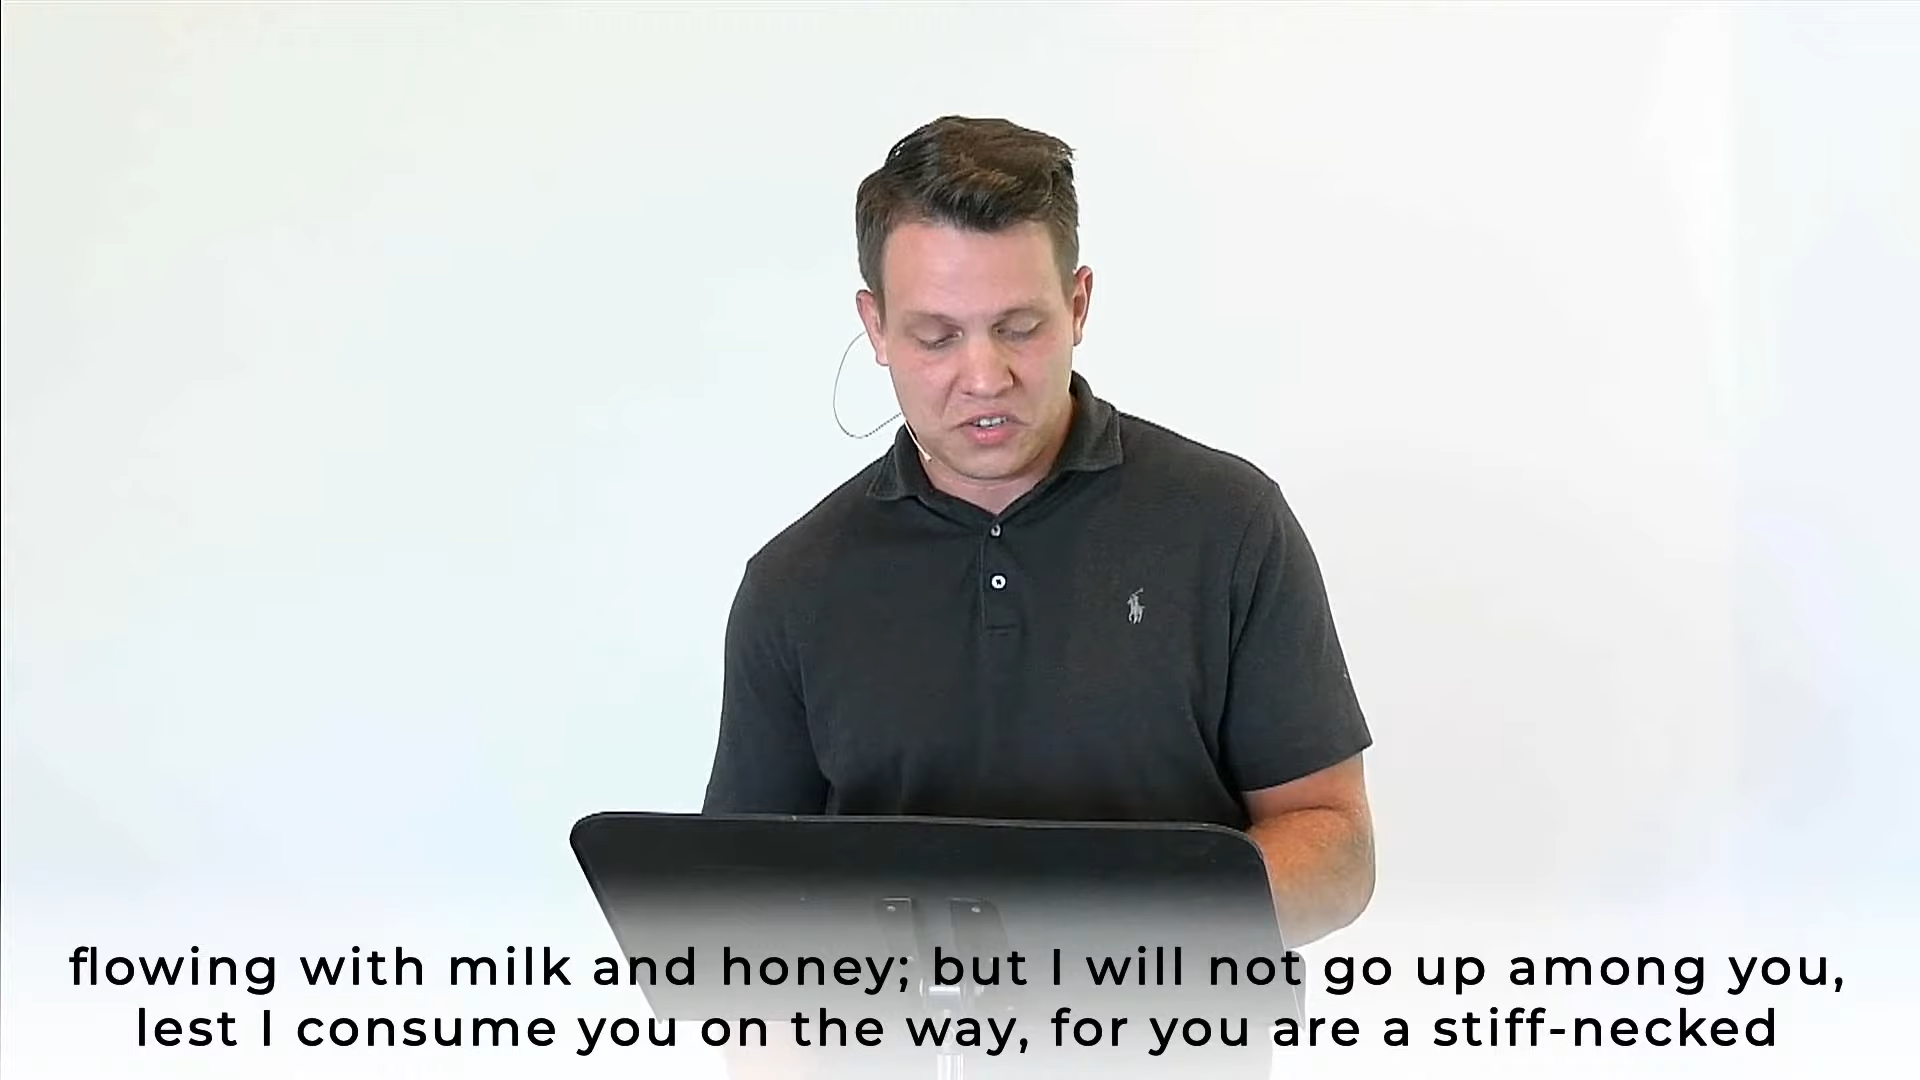 flowing with milk and honey; but I will not go up among you,
lest I consume you on the way, for you are a stiff-necked